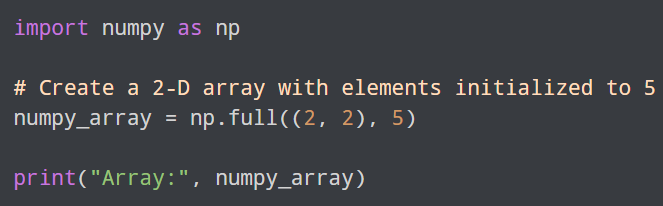 import numpy as np
# Create a 2-D array with elements initialized to 5
numpy_array = np.full((2, 2), 5)
print("Array:", numpy_array)